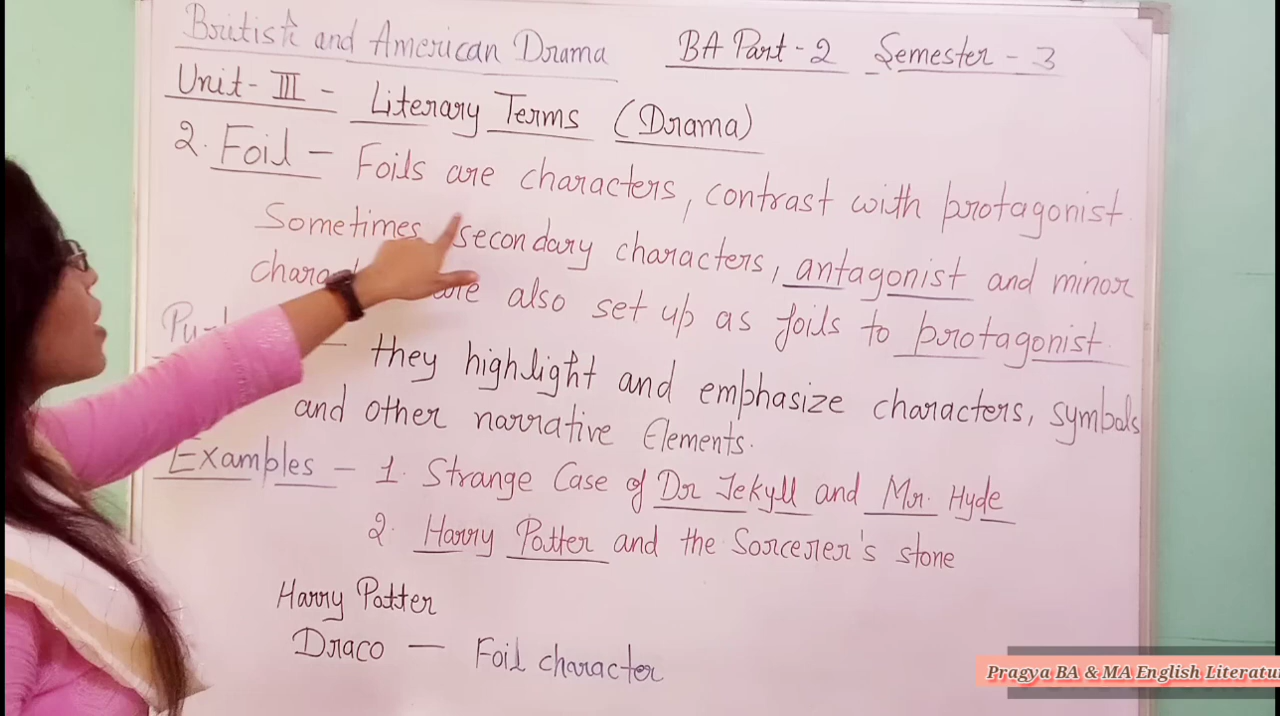 British and American Drama BA Part - 2 Semester - 3
Unit - III - Literary Terms (Drama)
2. Foil - Foils are characters, contrast with protagonist.
Sometimes secondary characters, antagonist and minor
are also set up as foils to protagonist.
- they highlight and emphasize characters, symbols
and other narrative Elements.
Examples - 1. Strange Case of Dr Jekyll and Mr. Hyde
2. Harry Potter and the Sorcerer's stone
Harry Potter
Draco - Foil character
Pragya BA & MA English Literatu